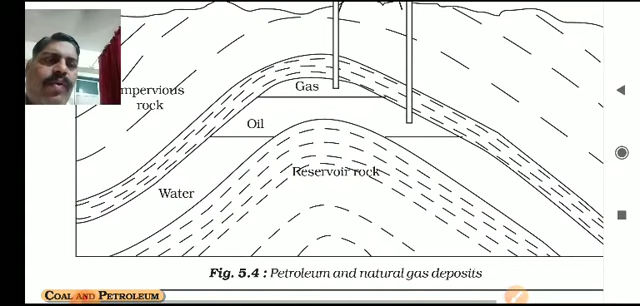 Impervious
rock
Gas
Oil
Reservoir rock
Water
Fig. 5.4 : Petroleum and natural gas deposits
COAL AND PETROLEUM